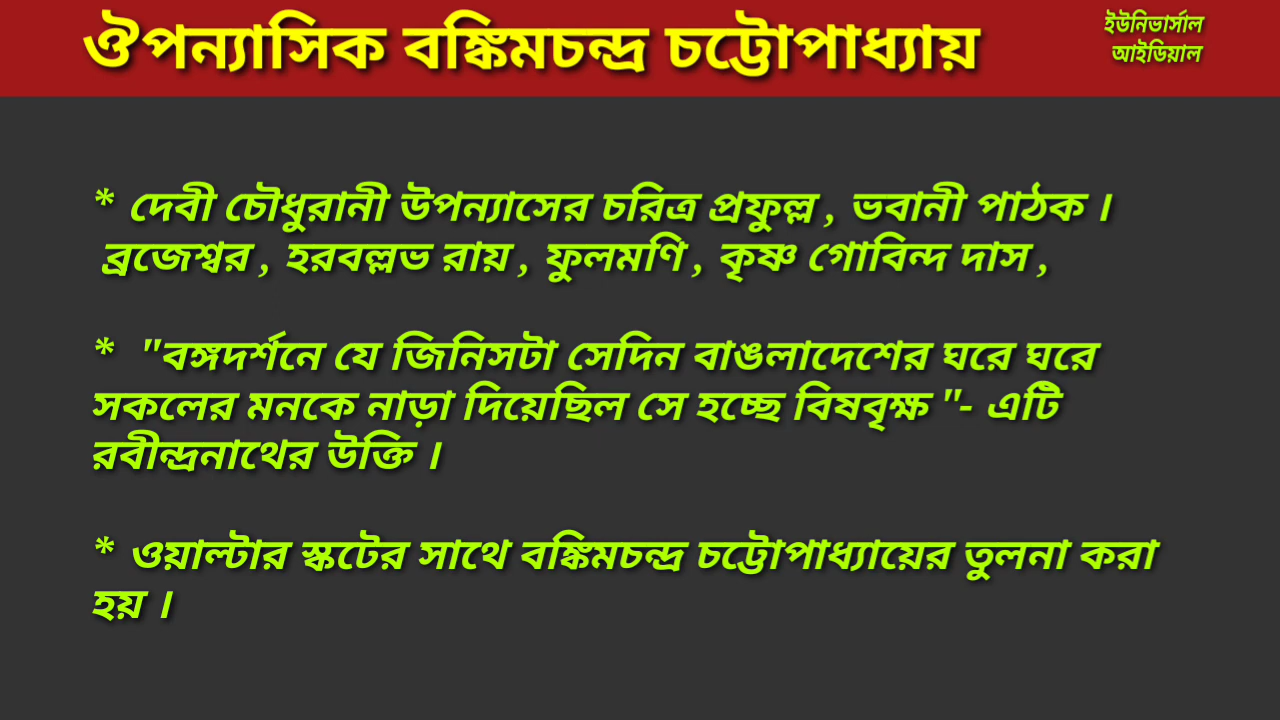 ঔপন্যাসিক বঙ্কিমচন্দ্র চট্টোপাধ্যায়
ইউনিভার্সাল
আইডিয়াল
* দেবী চৌধুরানী উপন্যাসের চরিত্র প্রফুল্ল , ভবানী পাঠক ।
ব্রজেশ্বর , হরবল্লভ রায় , ফুলমণি , কৃষ্ণ গোবিন্দ দাস ,
* "বঙ্গদর্শনে যে জিনিসটা সেদিন বাঙলাদেশের ঘরে ঘরে
সকলের মনকে নাড়া দিয়েছিল সে হচ্ছে বিষবৃক্ষ "- এটি
রবীন্দ্রনাথের উক্তি ।
* ওয়াল্টার স্কটের সাথে বঙ্কিমচন্দ্র চট্টোপাধ্যায়ের তুলনা করা
হয় ।